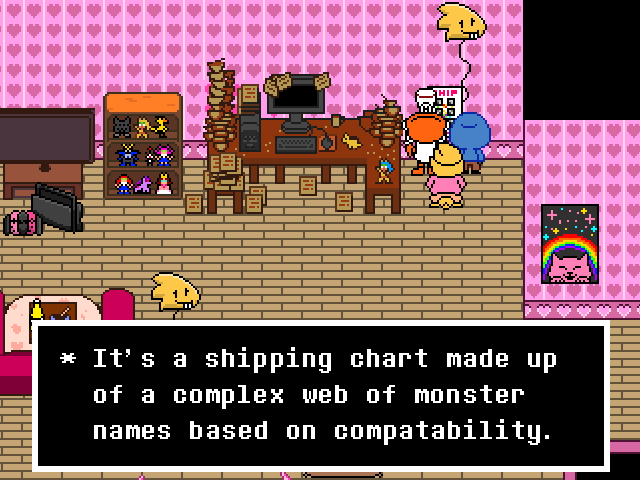 HIP
* It's a shipping chart made up
of a complex web of monster
names based on compatability.